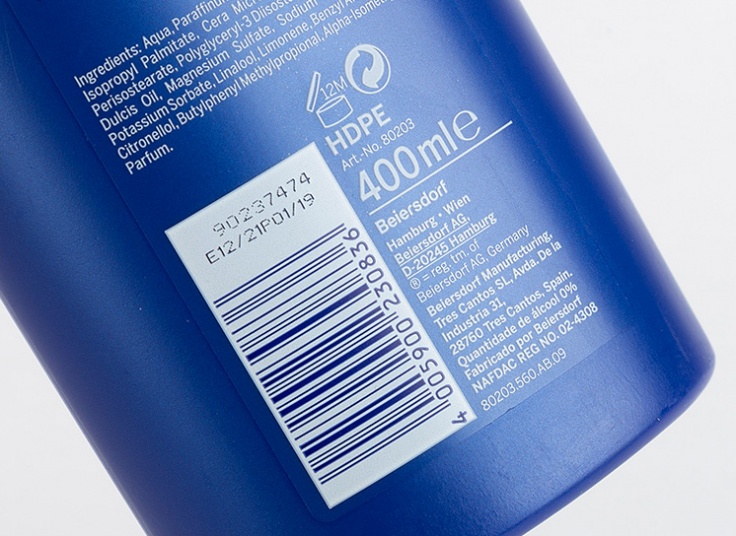 Ingredients: Aqua, Paraffinum
Isopropyl Palmitate, Cera Micr
Perisostearate, Polyglyceryl-3 Diisost
Dulcis Oil, Magnesium Sulfate, Sodium
Potassium Sorbate, Linalool, Limonene, Benzyl A
Citronellol, Butylphenyl Methylpropional, Alpha-Isomet
Parfum.
12M
HDPE
Art.-No. 80203
400 ml e
Beiersdorf
Hamburg · Wien
Beiersdorf AG,
D-20245 Hamburg
® = reg. tm. of
Beiersdorf AG, Germany
Beiersdorf Manufacturing,
Tres Cantos SL, Avda. De la
Industria 31,
28760 Tres Cantos, Spain.
Quantidade de álcool 0%
Fabricado por Beiersdorf
NAFDAC REG NO. 02-4308
80203.560.AB.09
90237474
E12/21P01/19
4 005900 230836